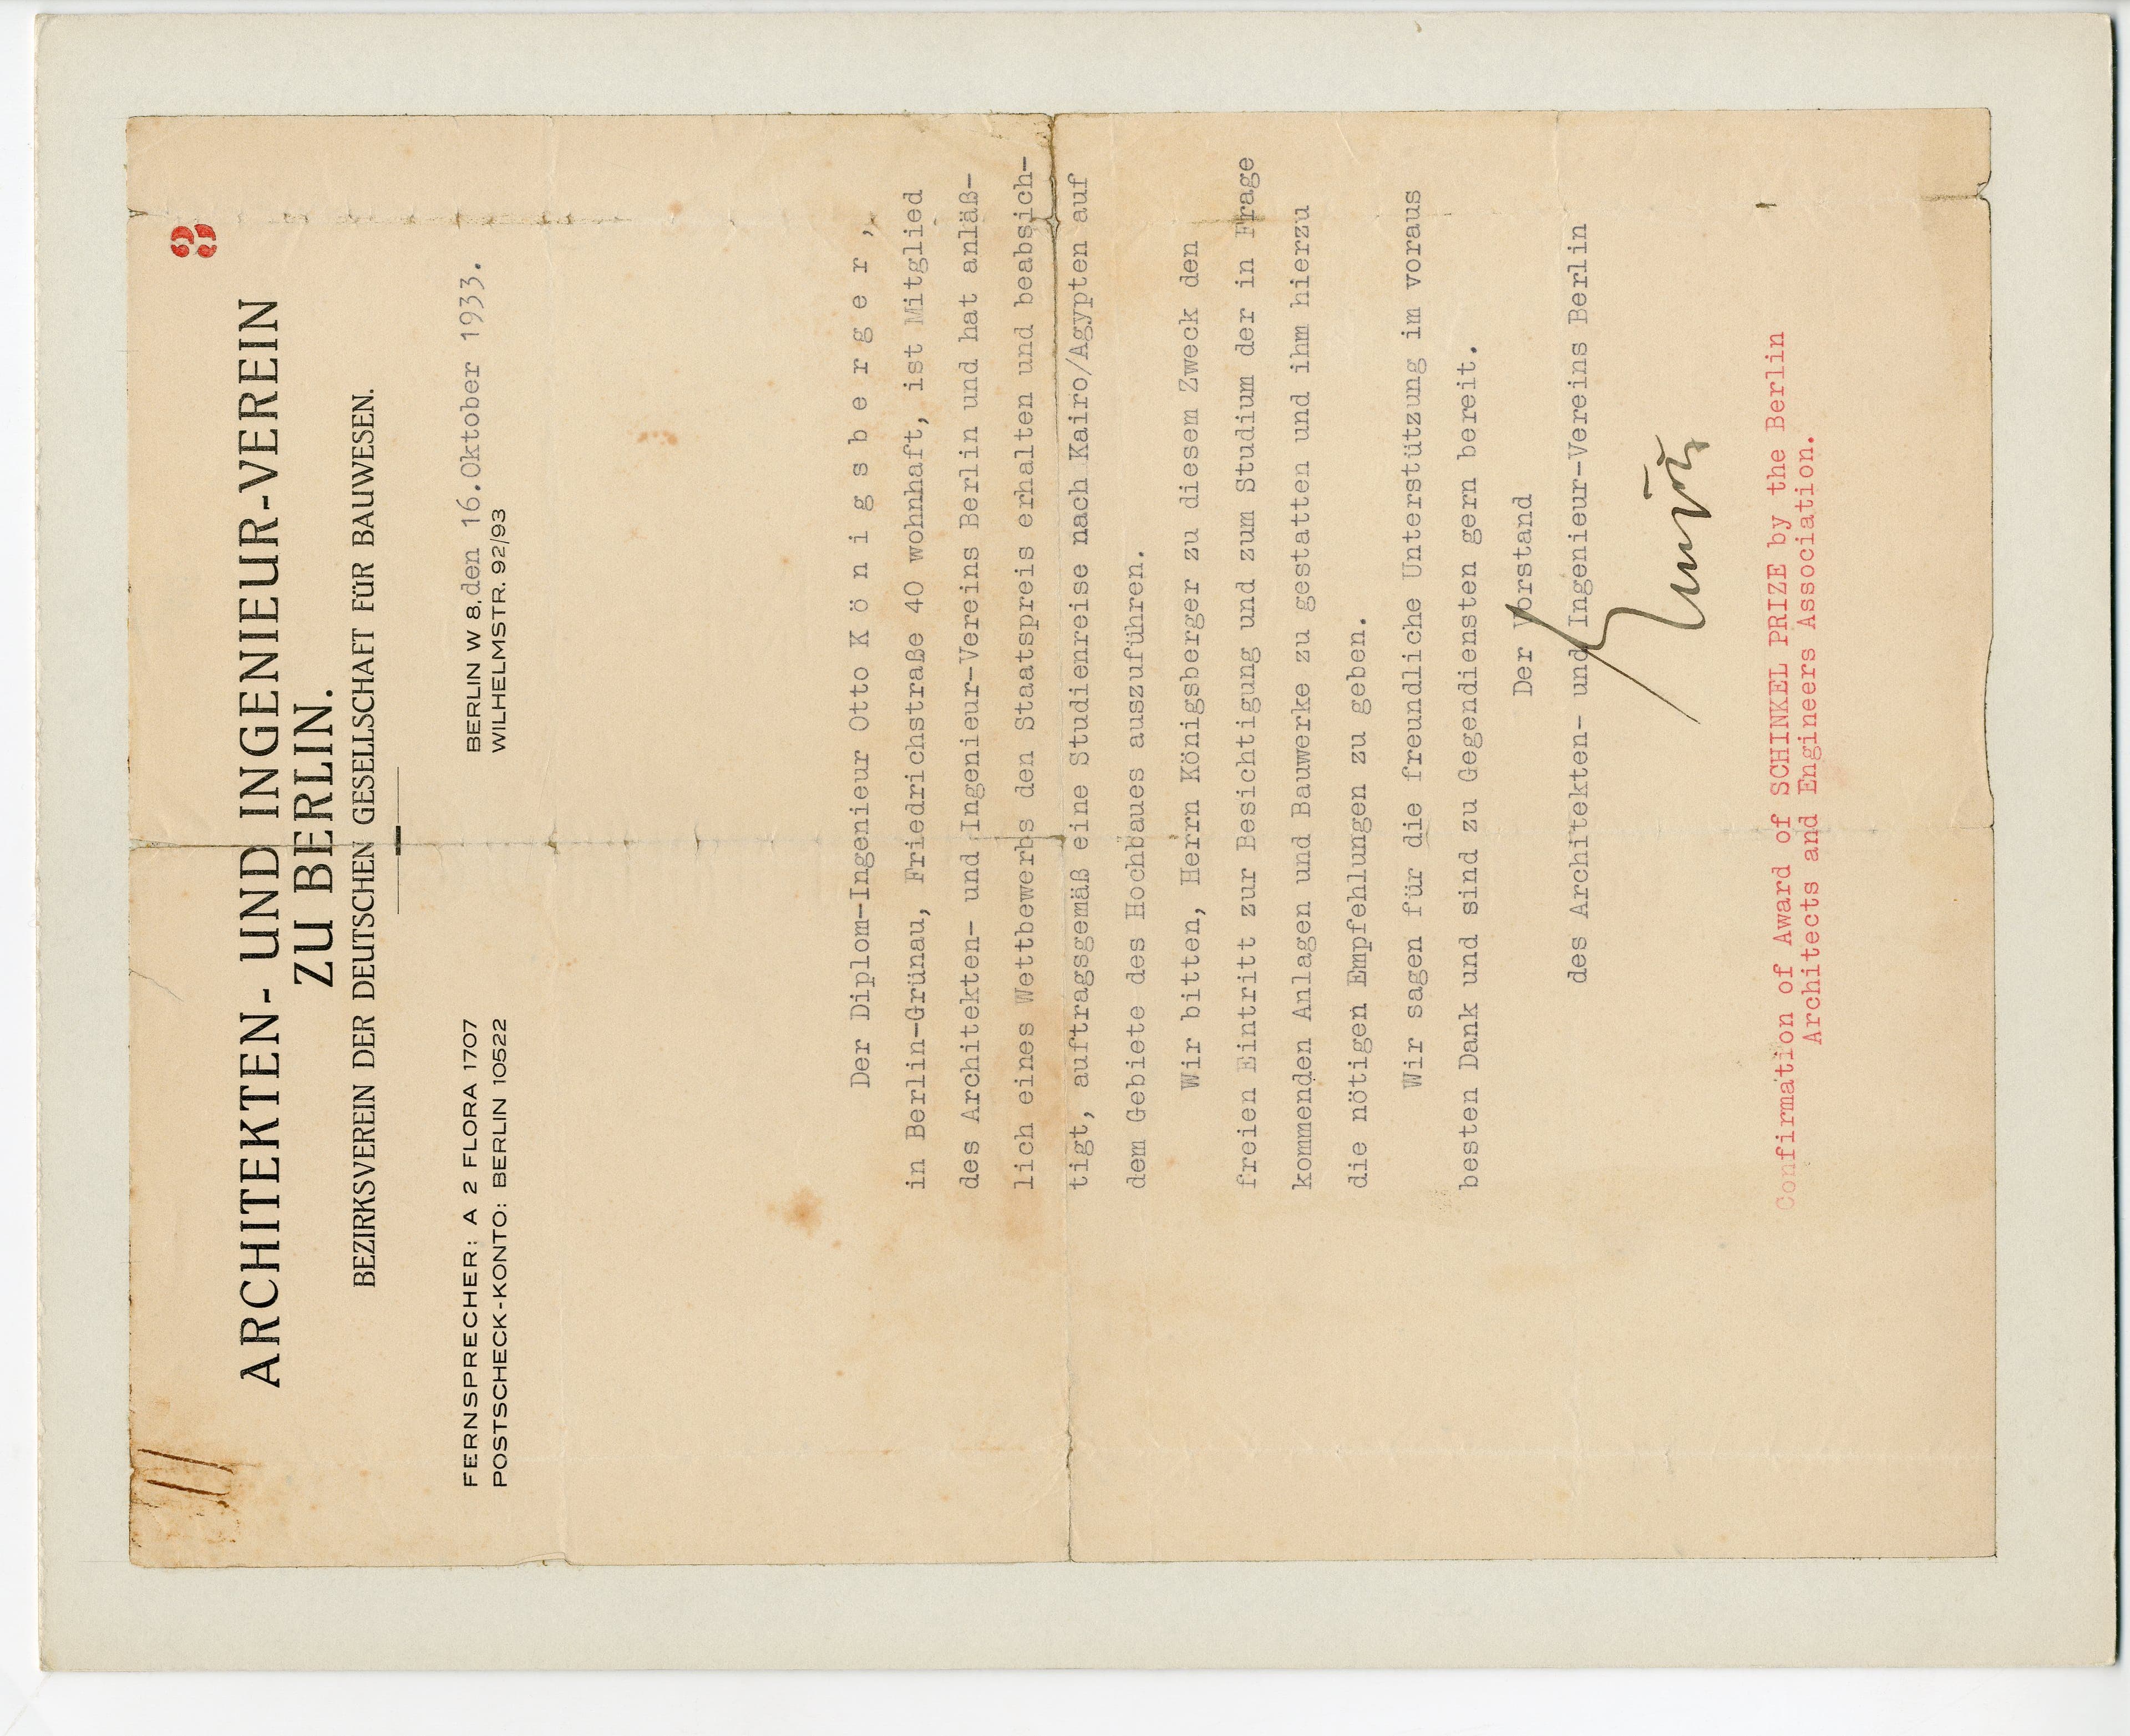 23
ARCHITEKTEN- UND INGENIEUR-VEREIN
ZU BERLIN.
BEZIRKSVEREIN DER DEUTSCHEN GESELLSCHAFT FÜR BAUWESEN.
FERNSPRECHER: A 2 FLORA 1707
POSTSCHECK-KONTO: BERLIN 10522
BERLIN W 8, den 16.Oktober 1933.
WILHELMSTR. 92/93
Der Diplom-Ingenieur Otto K ö n i g s b e r g e r ,
in Berlin-Grünau, Friedrichstraße 40 wohnhaft, ist Mitglied
des Architekten- und Ingenieur-Vereins Berlin und hat anläß-
lich eines Wettbewerbs den Staatspreis erhalten und beabsich-
tigt, auftragsgemäß eine Studienreise nach Kairo/Agypten auf
dem Gebiete des Hochbaues auszuführen.
Wir bitten, Herrn Königsberger zu diesem Zweck den
freien Eintritt zur Besichtigung und zum Studium der in Frage
kommenden Anlagen und Bauwerke zu gestatten und ihm hierzu
die nötigen Empfehlungen zu geben.
Wir sagen für die freundliche Unterstützung im voraus
besten Dank und sind zu Gegendiensten gern bereit.
Der Vorstand
des Architekten- und Ingenieur-Vereins Berlin
Confirmation of Award of SCHINKEL PRIZE by the Berlin
Architects and Engineers Association.